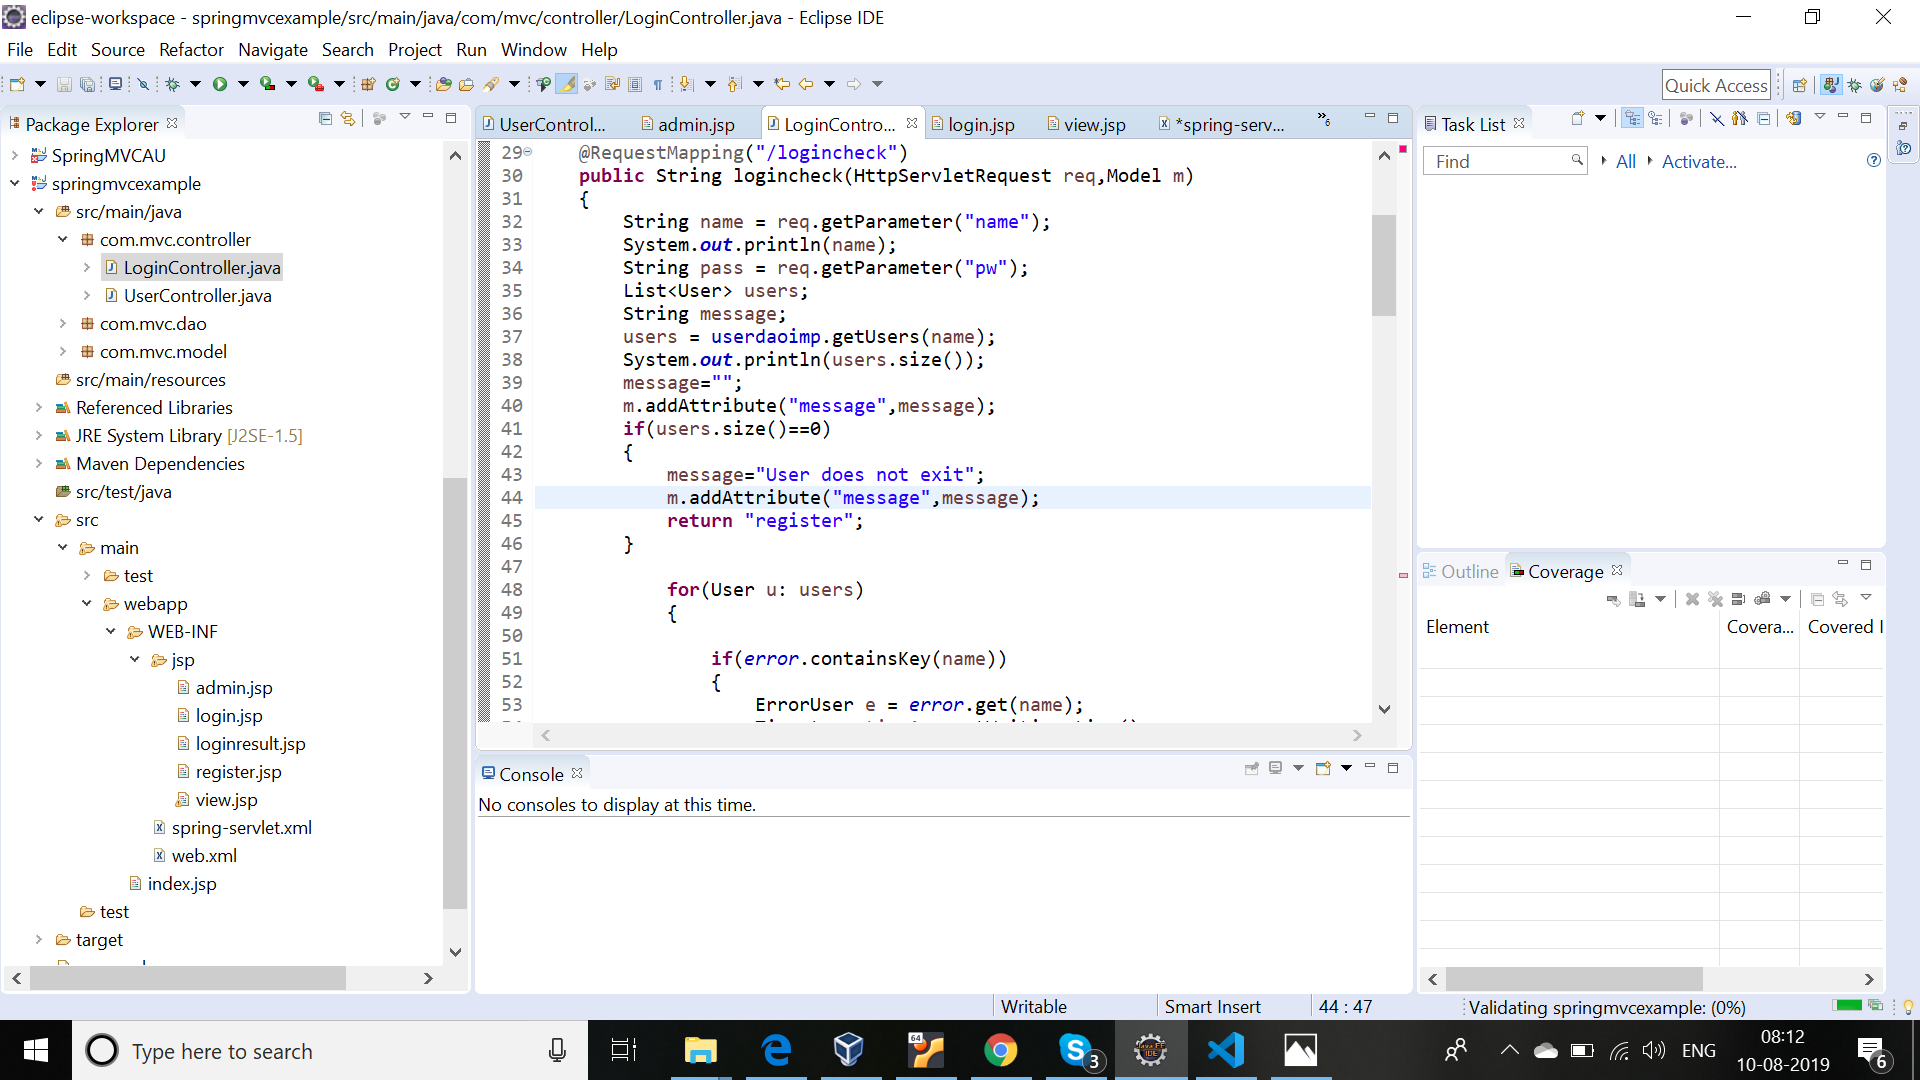 eclipse-workspace - springmvcexample/src/main/java/com/mvc/controller/LoginController.java - Eclipse IDE
File Edit Source Refactor Navigate Search Project Run Window Help
Quick Access
Package Explorer
SpringMVCAU
springmvcexample
src/main/java
com.mvc.controller
LoginController.java
UserController.java
com.mvc.dao
com.mvc.model
src/main/resources
Referenced Libraries
JRE System Library [J2SE-1.5]
Maven Dependencies
src/test/java
src
main
test
webapp
WEB-INF
jsp
admin.jsp
login.jsp
loginresult.jsp
register.jsp
view.jsp
spring-servlet.xml
web.xml
index.jsp
test
target
UserControl... admin.jsp LoginContro... login.jsp view.jsp *spring-serv... »6
29 @RequestMapping("/logincheck")
30 public String logincheck(HttpServletRequest req,Model m)
31 {
32 String name = req.getParameter("name");
33 System.out.println(name);
34 String pass = req.getParameter("pw");
35 List<User> users;
36 String message;
37 users = userdaoimp.getUsers(name);
38 System.out.println(users.size());
39 message="";
40 m.addAttribute("message",message);
41 if(users.size()==0)
42 {
43 message="User does not exit";
44 m.addAttribute("message",message);
45 return "register";
46 }
47
48 for(User u: users)
49 {
50
51 if(error.containsKey(name))
52 {
53 ErrorUser e = error.get(name);
Console
No consoles to display at this time.
Task List
Find All Activate...
Outline Coverage
Element Covera... Covered I
Writable Smart Insert 44 : 47 Validating springmvcexample: (0%)
Type here to search
64
3
Java EE
IDE
ENG
08:12
10-08-2019
6